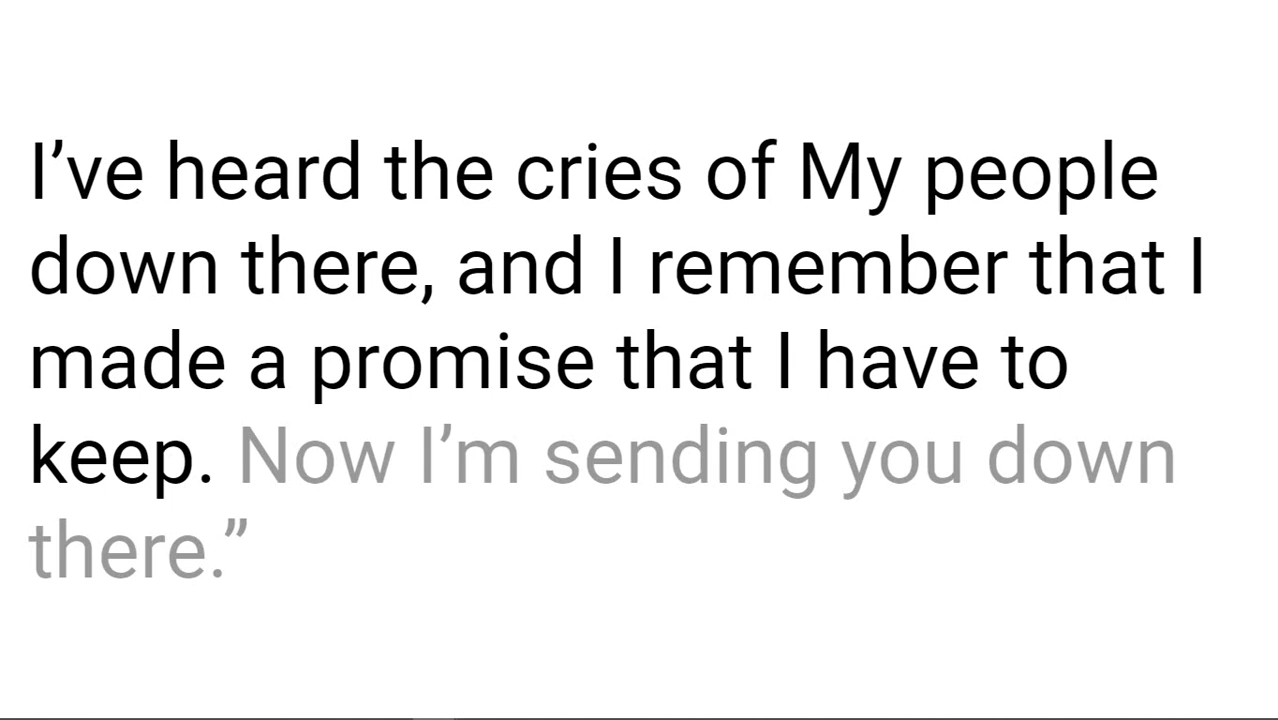 I’ve heard the cries of My people
down there, and I remember that I
made a promise that I have to
keep. Now I’m sending you down
there.”